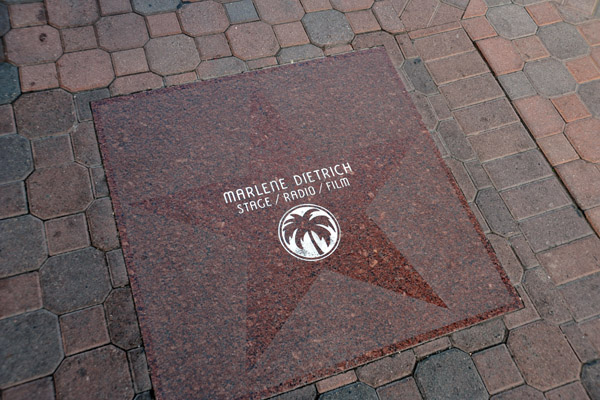 MARLENE DIETRICH
STAGE / RADIO / FILM